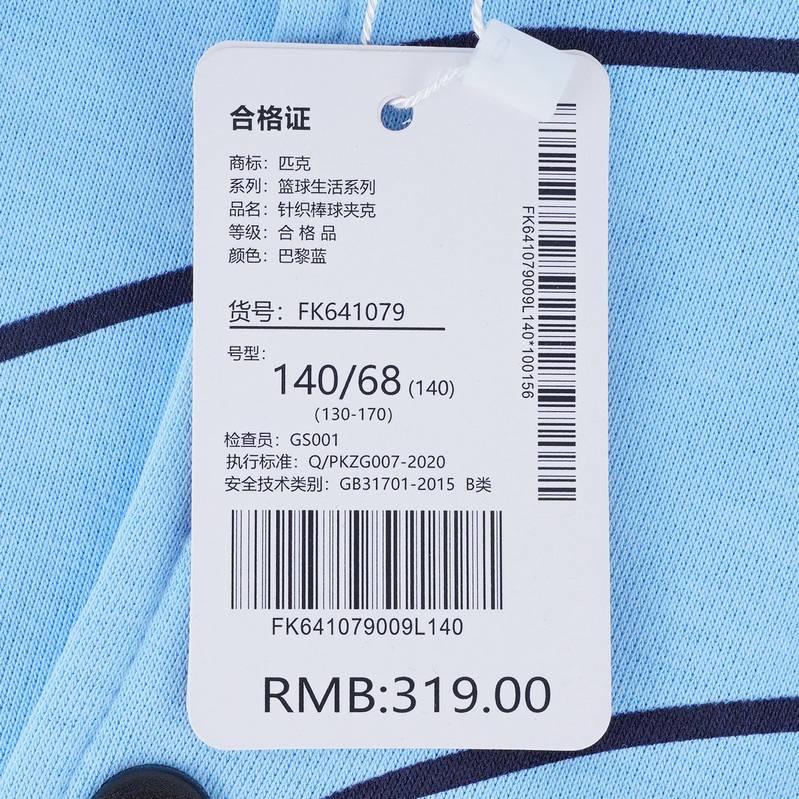 合格证
商标：匹克
系列：篮球生活系列
品名：针织棒球夹克
等级：合 格 品
颜色：巴黎蓝
货号：FK641079
号型：
140/68 (140)
(130-170)
检查员：GS001
执行标准：Q/PKZG007-2020
安全技术类别：GB31701-2015 B类
FK641079009L140
RMB:319.00
FK641079009L140*100156